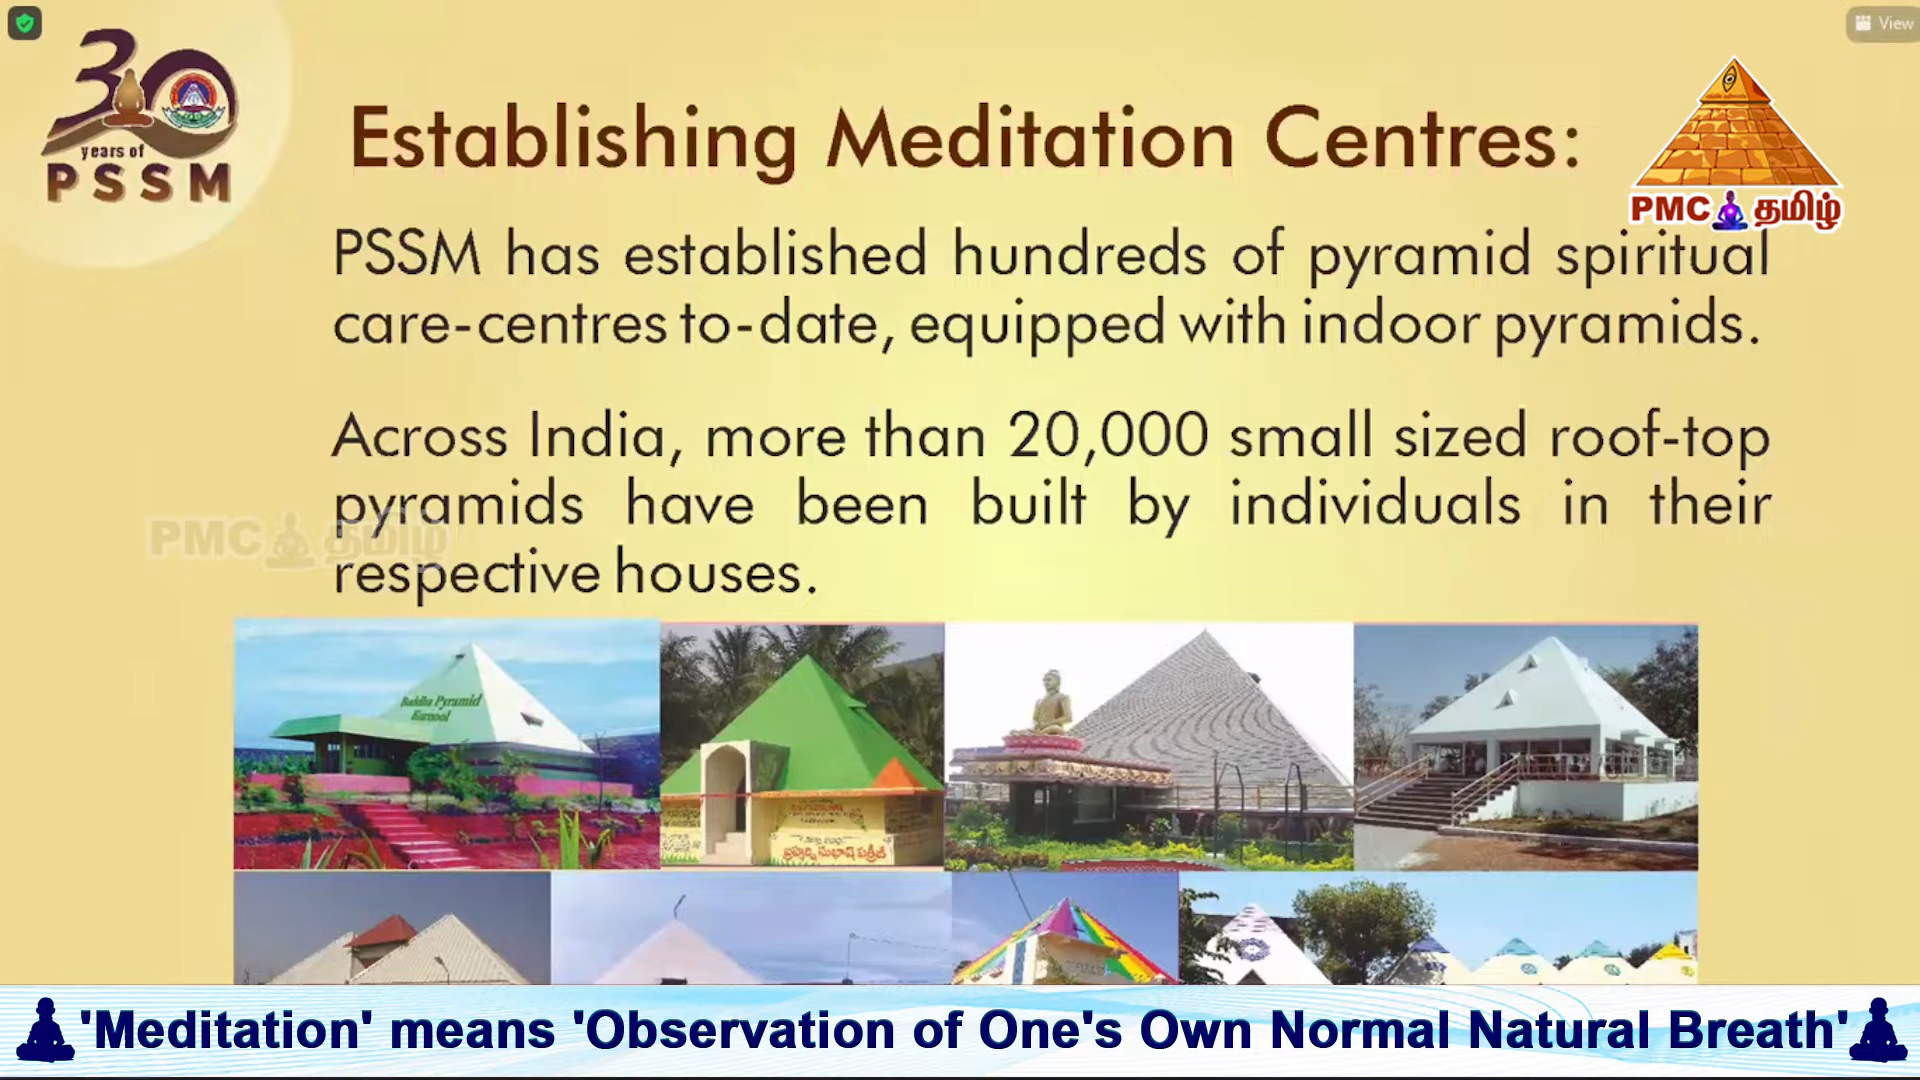 View
30
years of
PSSM
Establishing Meditation Centres:
PMC தமிழ்
PSSM has established hundreds of pyramid spiritual
care-centres to-date, equipped with indoor pyramids.
Across India, more than 20,000 small sized roof-top
pyramids have been built by individuals in their
respective houses.
PMC தமிழ்
Buddha Pyramid
Kurnool
బ్రహ్మర్షి సుభాష్ పత్రీజీ
'Meditation' means 'Observation of One's Own Normal Natural Breath'